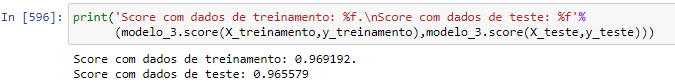 In [596]: print('Score com dados de treinamento: %f.\nScore com dados de teste: %f'%
(modelo_3.score(X_treinamento,y_treinamento),modelo_3.score(X_teste,y_teste)))
Score com dados de treinamento: 0.969192.
Score com dados de teste: 0.965579